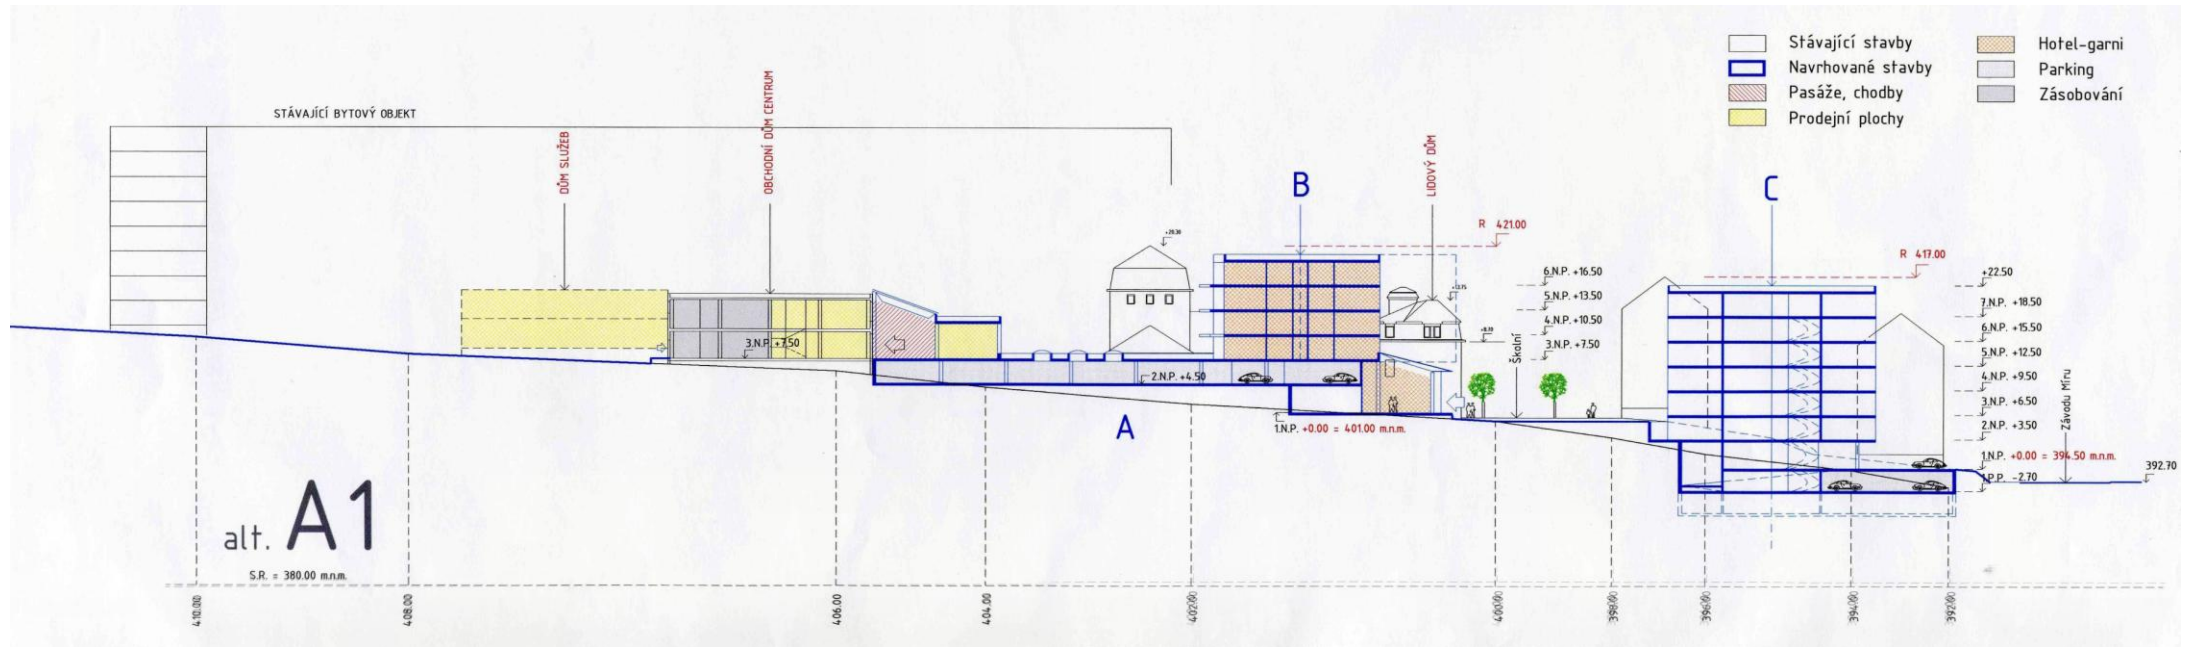 Stávající stavby
Navrhované stavby
Pasáže, chodby
Prodejní plochy
Hotel-garni
Parking
Zásobování
STÁVAJÍCÍ BYTOVÝ OBJEKT
DŮM SLUŽEB
OBCHODNÍ DŮM CENTRUM
B
LIDOVÝ DŮM
C
R 421.00
R 417.00
+20.30
6.N.P. +16.50
5.N.P. +13.50
4.N.P. +10.50
3.N.P. +7.50
+8.70
Školní
+22.50
7.N.P. +18.50
6.N.P. +15.50
5.N.P. +12.50
4.N.P. +9.50
3.N.P. +6.50
2.N.P. +3.50
1.N.P. +0.00 = 394.50 m.n.m.
P.P. -2.70
Závodu Míru
392.70
3.N.P. +7.50
2.N.P. +4.50
A
1.N.P. +0.00 = 401.00 m.n.m.
alt. A1
S.R. = 380.00 m.n.m.
410.00
408.00
406.00
404.00
402.00
400.00
398.00
396.00
394.00
392.00